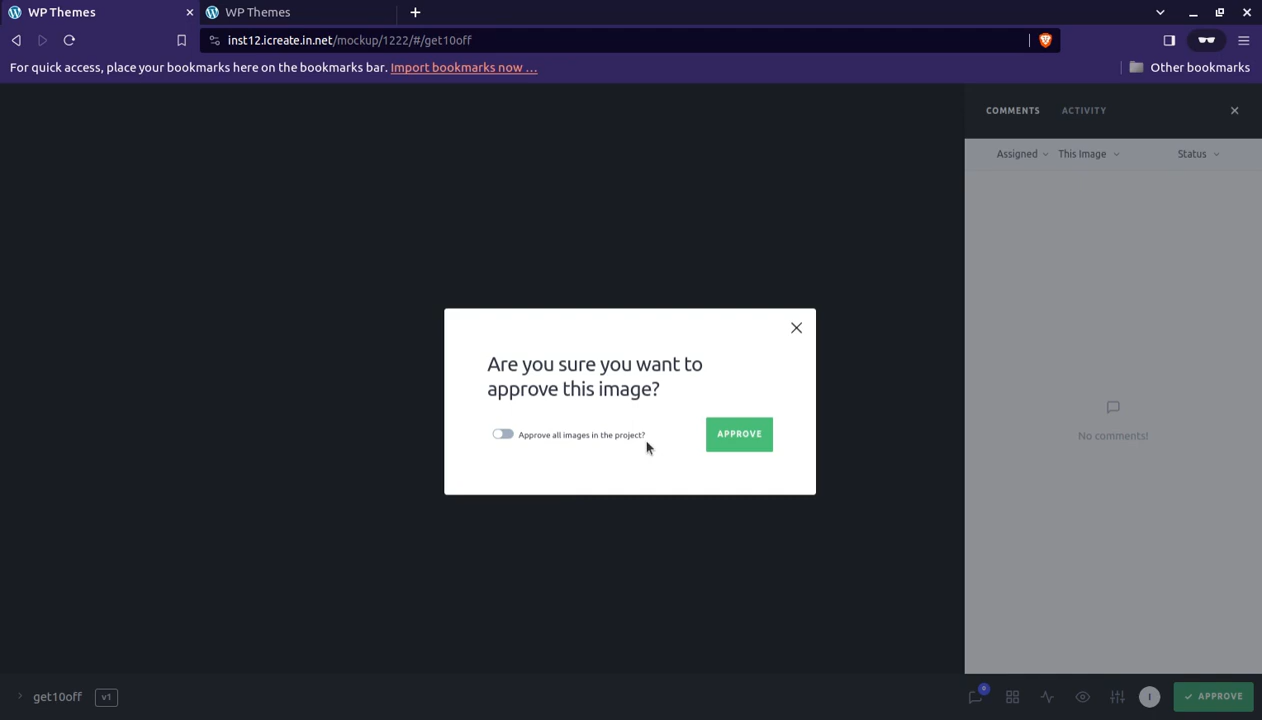 WP Themes
WP Themes
inst12.icreate.in.net/mockup/1222/#/get10off
For quick access, place your bookmarks here on the bookmarks bar. Import bookmarks now ...
Other bookmarks
COMMENTS
ACTIVITY
Assigned
This Image
Status
Are you sure you want to
approve this image?
Approve all images in the project?
APPROVE
No comments!
get10off
v1
I
APPROVE